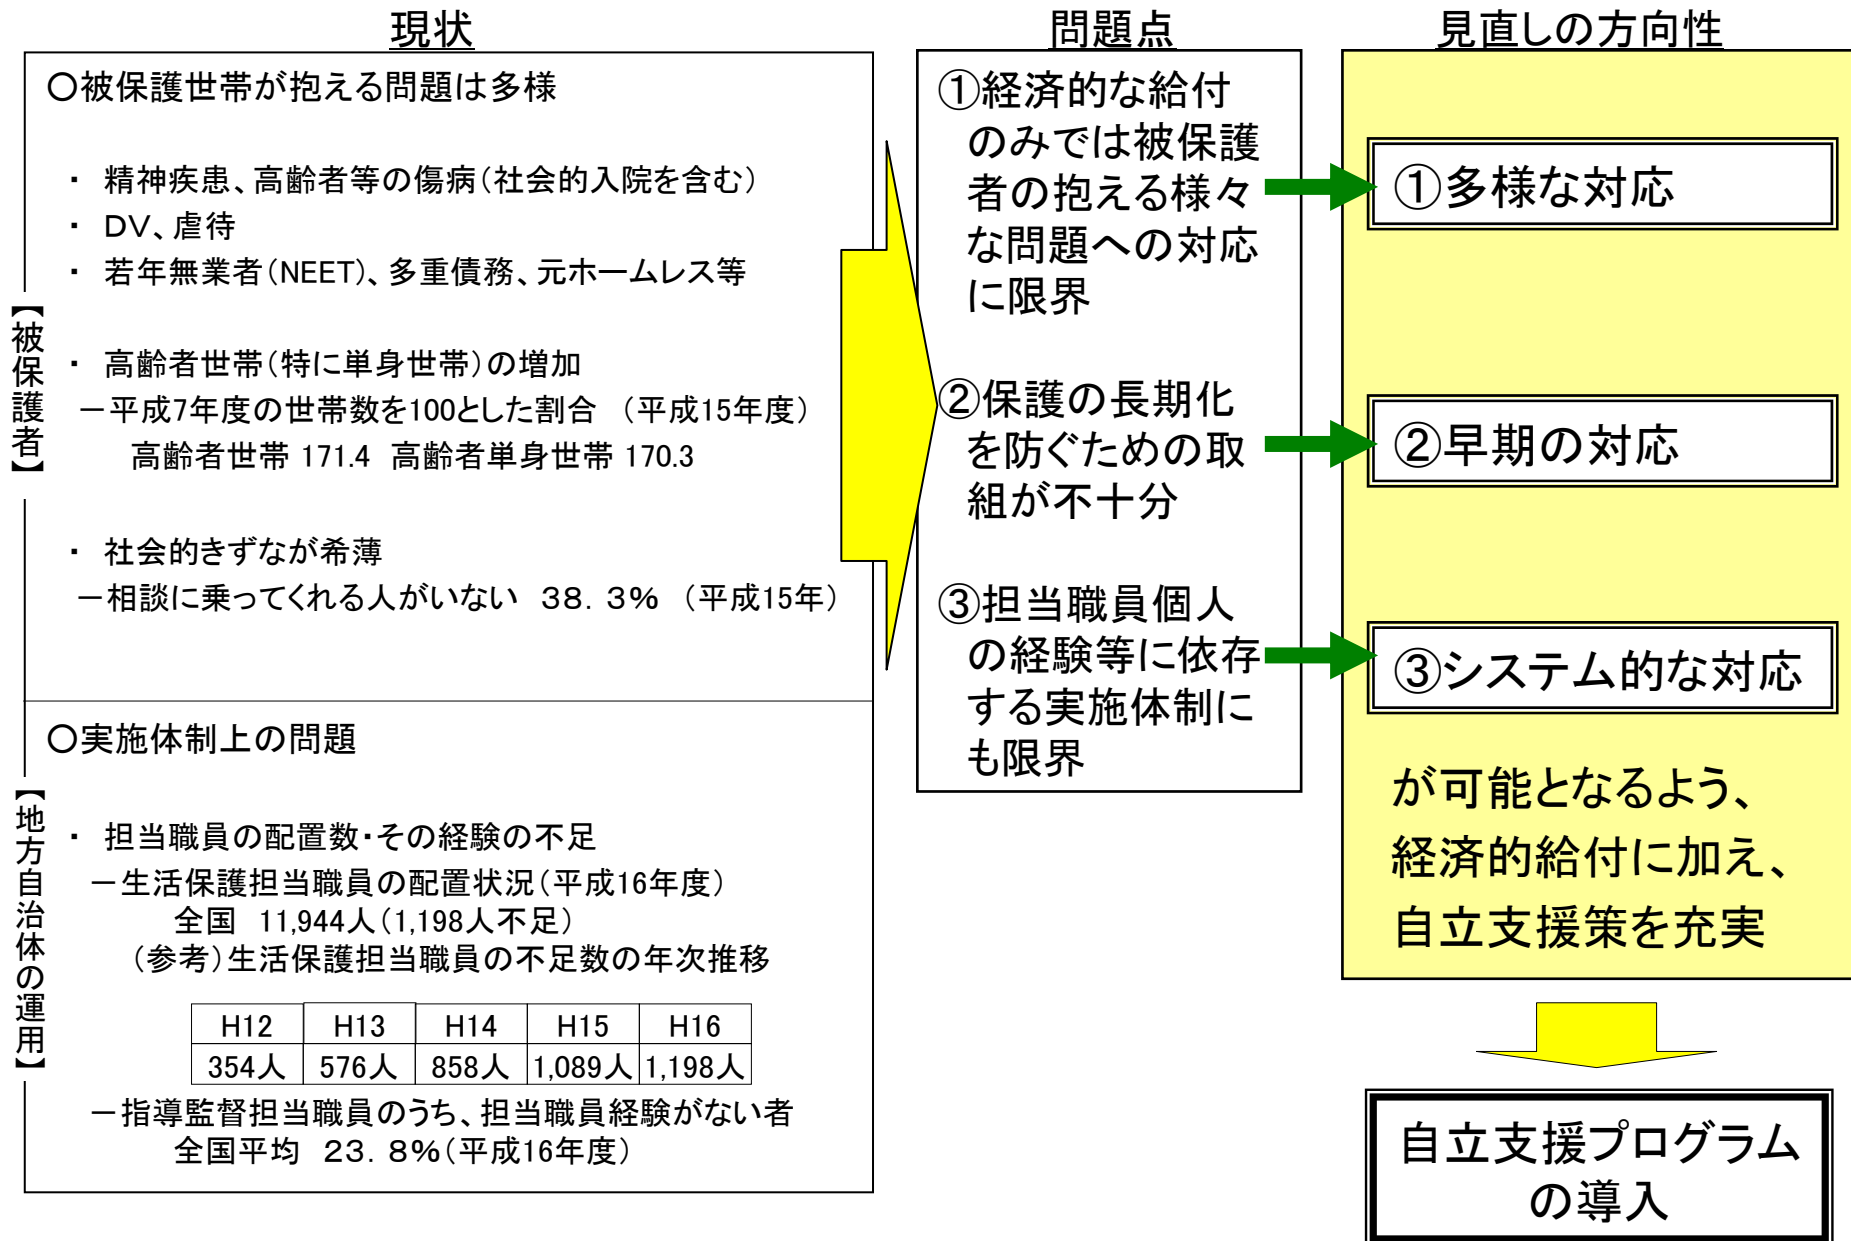 現状
【被保護者】
〇被保護世帯が抱える問題は多様
・ 精神疾患、高齢者等の傷病（社会的入院を含む）
・ DV、虐待
・ 若年無業者（NEET）、多重債務、元ホームレス等
・ 高齢者世帯（特に単身世帯）の増加
－平成7年度の世帯数を100とした割合 （平成15年度）
高齢者世帯 171.4 高齢者単身世帯 170.3
・ 社会的きずなが希薄
－相談に乗ってくれる人がいない 38．3％ （平成15年）
【地方自治体の運用】
〇実施体制上の問題
・ 担当職員の配置数・その経験の不足
－生活保護担当職員の配置状況（平成16年度）
全国 11,944人（1,198人不足）
（参考）生活保護担当職員の不足数の年次推移
H12 H13 H14 H15 H16
354人 576人 858人 1,089人 1,198人
－指導監督担当職員のうち、担当職員経験がない者
全国平均 23．8％（平成16年度）
問題点
①経済的な給付
のみでは被保護
者の抱える様々
な問題への対応
に限界
②保護の長期化
を防ぐための取
組が不十分
③担当職員個人
の経験等に依存
する実施体制に
も限界
見直しの方向性
①多様な対応
②早期の対応
③システム的な対応
が可能となるよう、
経済的給付に加え、
自立支援策を充実
自立支援プログラム
の導入